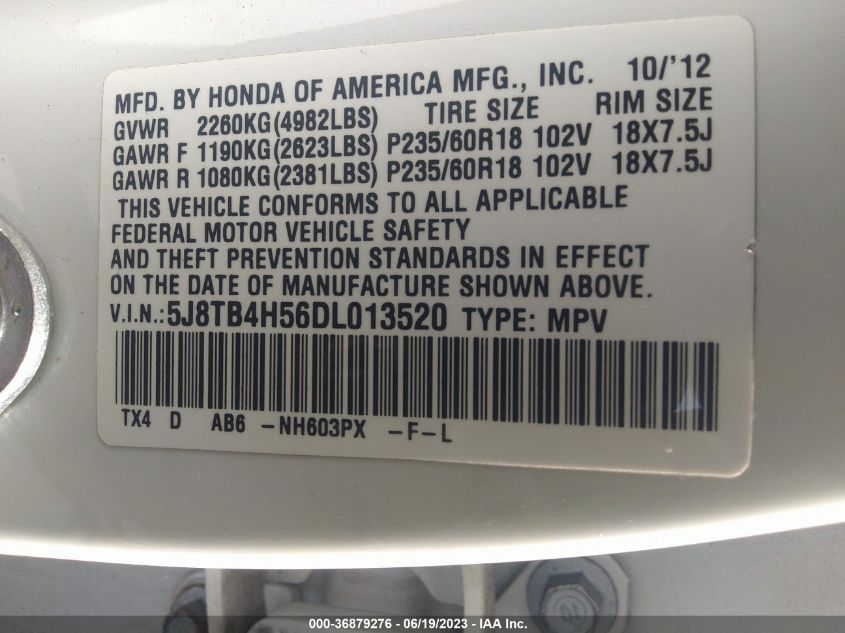 MFD. BY HONDA OF AMERICA MFG., INC. 10/'12
GVWR 2260KG(4982LBS) TIRE SIZE RIM SIZE
GAWR F 1190KG(2623LBS) P235/60R18 102V 18X7.5J
GAWR R 1080KG(2381LBS) P235/60R18 102V 18X7.5J
THIS VEHICLE CONFORMS TO ALL APPLICABLE
FEDERAL MOTOR VEHICLE SAFETY
AND THEFT PREVENTION STANDARDS IN EFFECT
ON THE DATE OF MANUFACTURE SHOWN ABOVE.
V.I.N.:5J8TB4H56DL013520 TYPE: MPV
TX4 D AB6 -NH603PX -F-L
000-36879276 - 06/19/2023 - © IAA Inc.